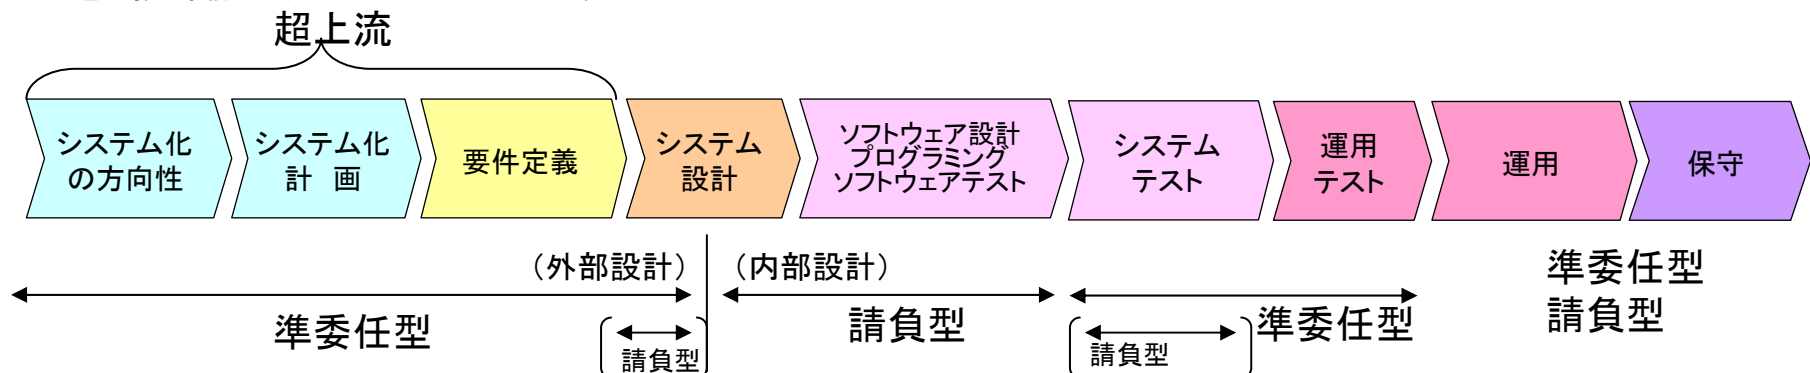 超上流
システム化
の方向性
システム化
計 画
要件定義
システム
設計
ソフトウェア設計
プログラミング
ソフトウェアテスト
システム
テスト
運用
テスト
運用
保守
（外部設計）
（内部設計）
準委任型
請負型
請負型
請負型
準委任型
準委任型
請負型